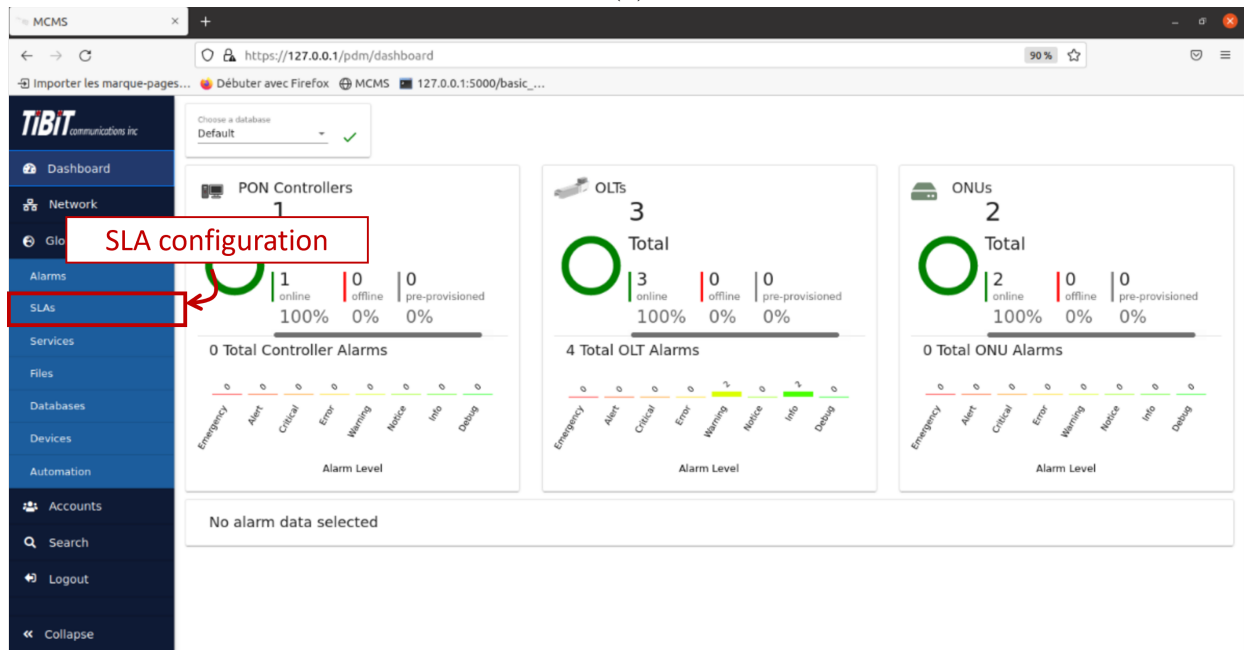 MCMS
https://127.0.0.1/pdm/dashboard
90 %
Importer les marque-pages...
Débuter avec Firefox
MCMS
127.0.0.1:5000/basic_...
TiBiT communications inc
Choose a database
Default
Dashboard
Network
Glo
SLA configuration
Alarms
SLAs
Services
Files
Databases
Devices
Automation
Accounts
Search
Logout
Collapse
PON Controllers
1
1 0 0
online offline pre-provisioned
100% 0% 0%
0 Total Controller Alarms
0 0 0 0 0 0 0 0
Emergency Alert Critical Error Warning Notice Info Debug
Alarm Level
OLTs
3
Total
3 0 0
online offline pre-provisioned
100% 0% 0%
4 Total OLT Alarms
0 0 0 0 2 0 2 0
Emergency Alert Critical Error Warning Notice Info Debug
Alarm Level
ONUs
2
Total
2 0 0
online offline pre-provisioned
100% 0% 0%
0 Total ONU Alarms
0 0 0 0 0 0 0 0
Emergency Alert Critical Error Warning Notice Info Debug
Alarm Level
No alarm data selected